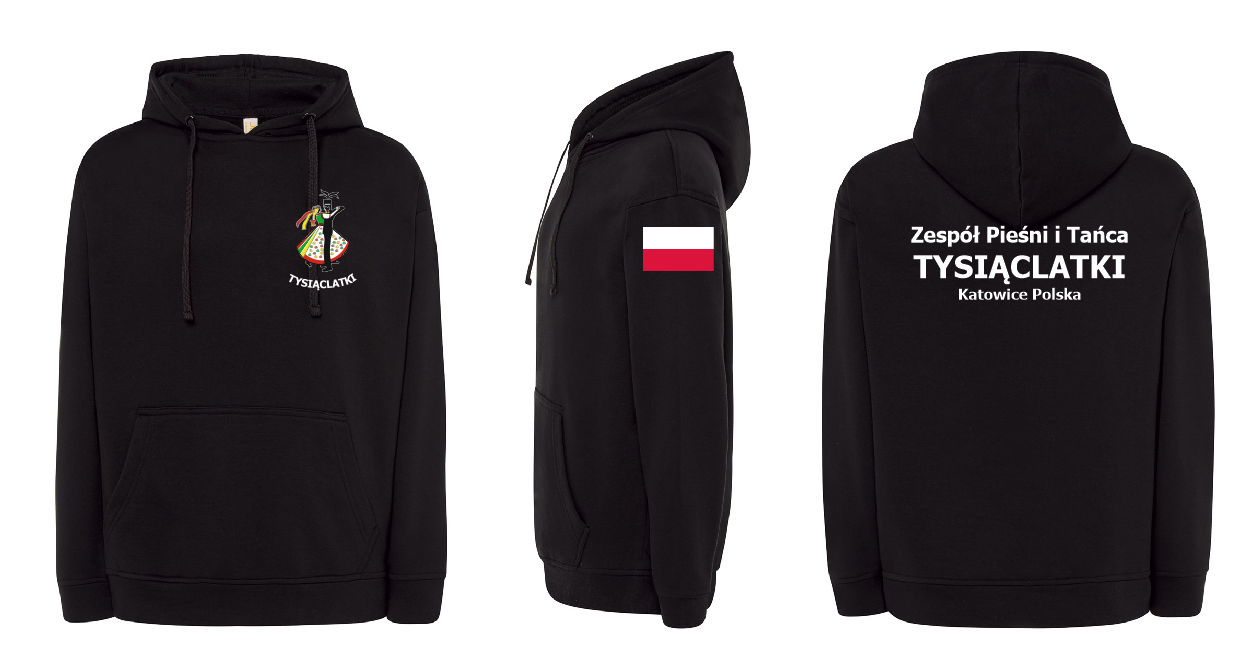 TYSIĄCLATKI
Zespół Pieśni i Tańca
TYSIĄCLATKI
Katowice Polska